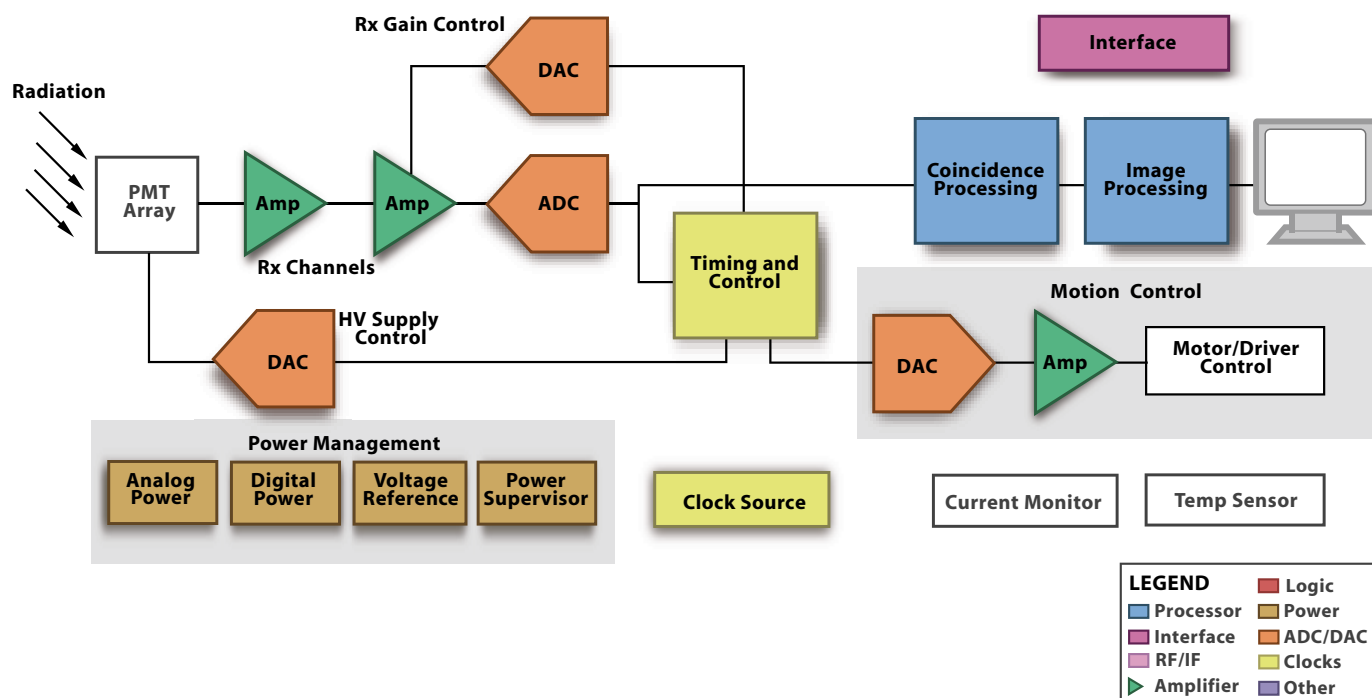 Rx Gain Control
DAC
Interface
Radiation
PMT
Array
Amp
Amp
ADC
Rx Channels
Coincidence
Processing
Image
Processing
Timing and
Control
HV Supply
Control
DAC
Motion Control
DAC
Amp
Motor/Driver
Control
Power Management
Analog
Power
Digital
Power
Voltage
Reference
Power
Supervisor
Clock Source
Current Monitor
Temp Sensor
LEGEND
Processor
Interface
RF/IF
Amplifier
Logic
Power
ADC/DAC
Clocks
Other